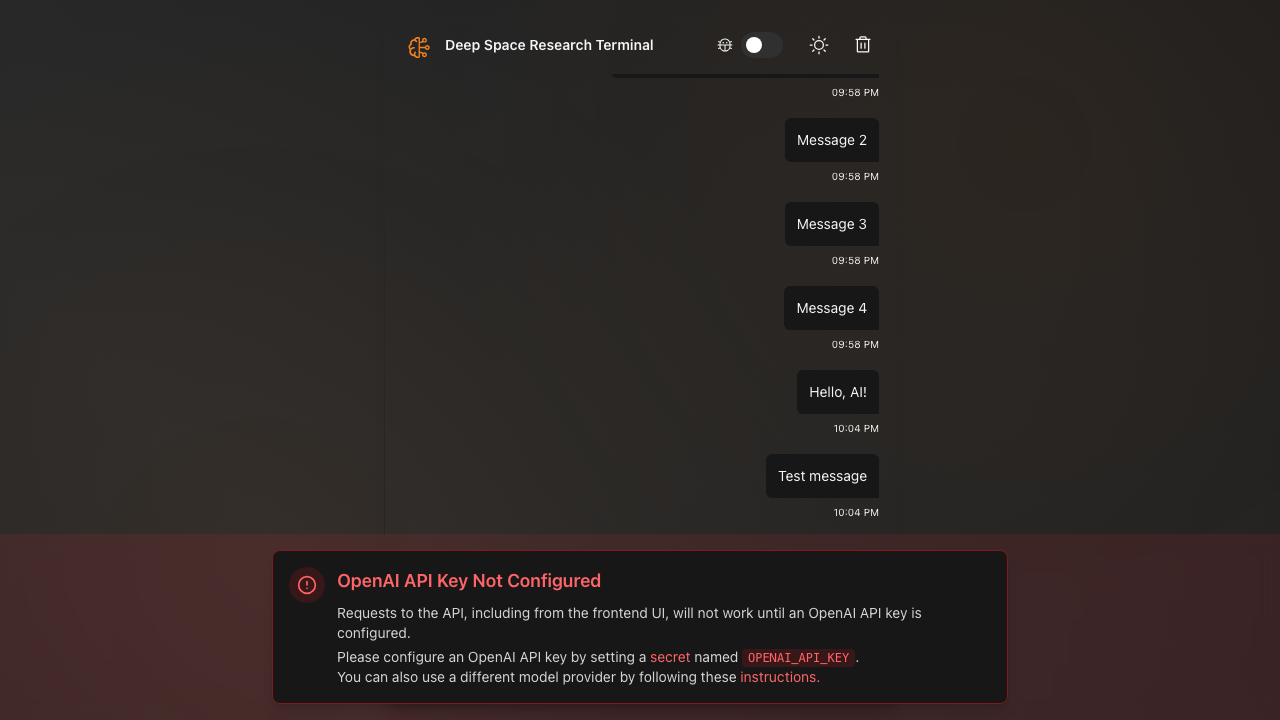 Deep Space Research Terminal
09:58 PM
Message 2
09:58 PM
Message 3
09:58 PM
Message 4
09:58 PM
Hello, AI!
10:04 PM
Test message
10:04 PM
OpenAI API Key Not Configured
Requests to the API, including from the frontend UI, will not work until an OpenAI API key is
configured.
Please configure an OpenAI API key by setting a secret named OPENAI_API_KEY.
You can also use a different model provider by following these instructions.